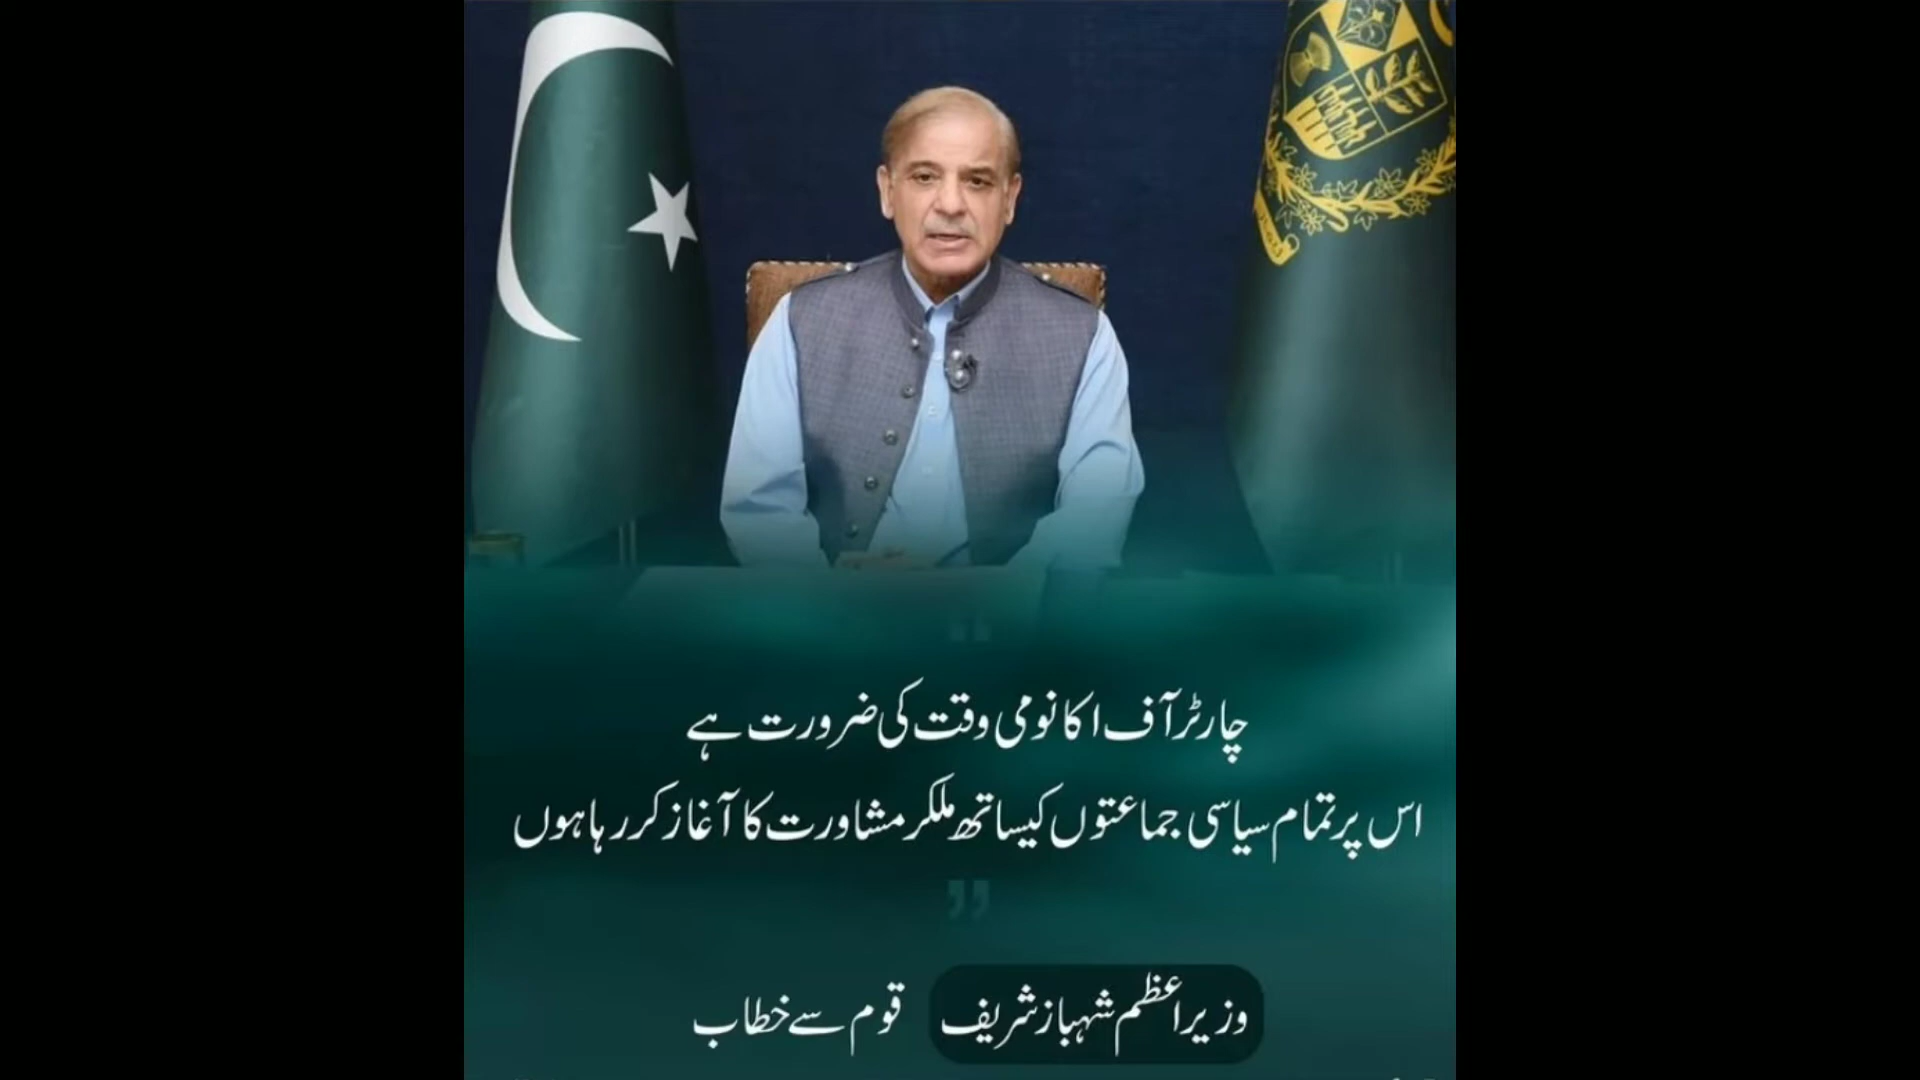 چارٹر آف اکانومی وقت کی ضرورت ہے
اس پر تمام سیاسی جماعتوں کیساتھ ملکر مشاورت کا آغاز کر رہا ہوں
وزیراعظم شہباز شریف قوم سے خطاب